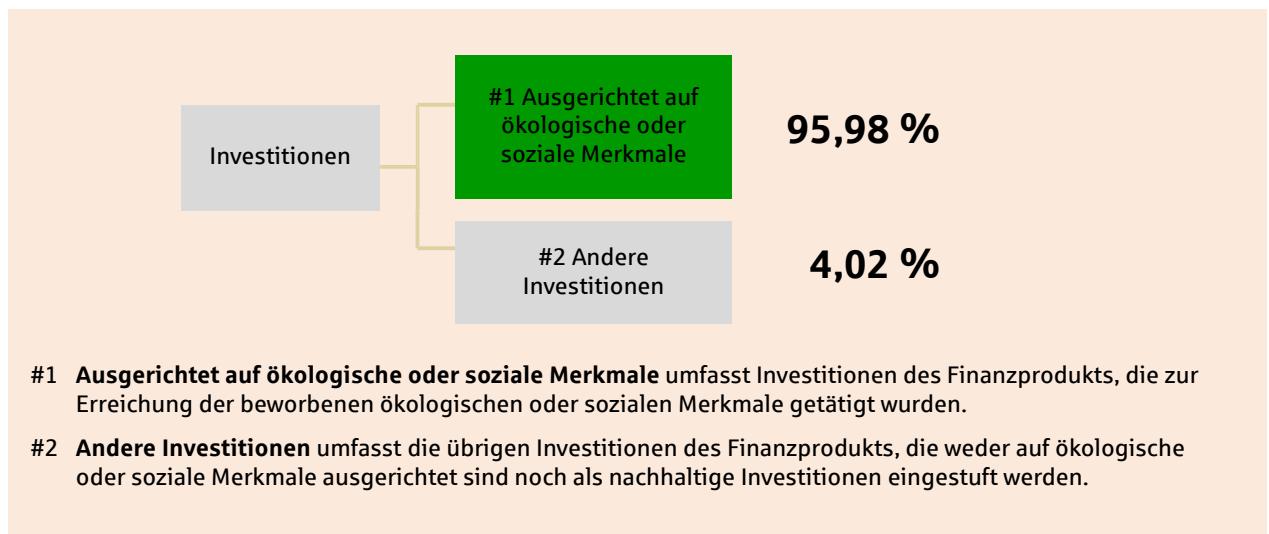 #1 Ausgerichtet auf
ökologische oder
soziale Merkmale
95,98 %
Investitionen
#2 Andere
Investitionen
4,02 %
#1 Ausgerichtet auf ökologische oder soziale Merkmale umfasst Investitionen des Finanzprodukts, die zur
Erreichung der beworbenen ökologischen oder sozialen Merkmale getätigt wurden.
#2 Andere Investitionen umfasst die übrigen Investitionen des Finanzprodukts, die weder auf ökologische
oder soziale Merkmale ausgerichtet sind noch als nachhaltige Investitionen eingestuft werden.